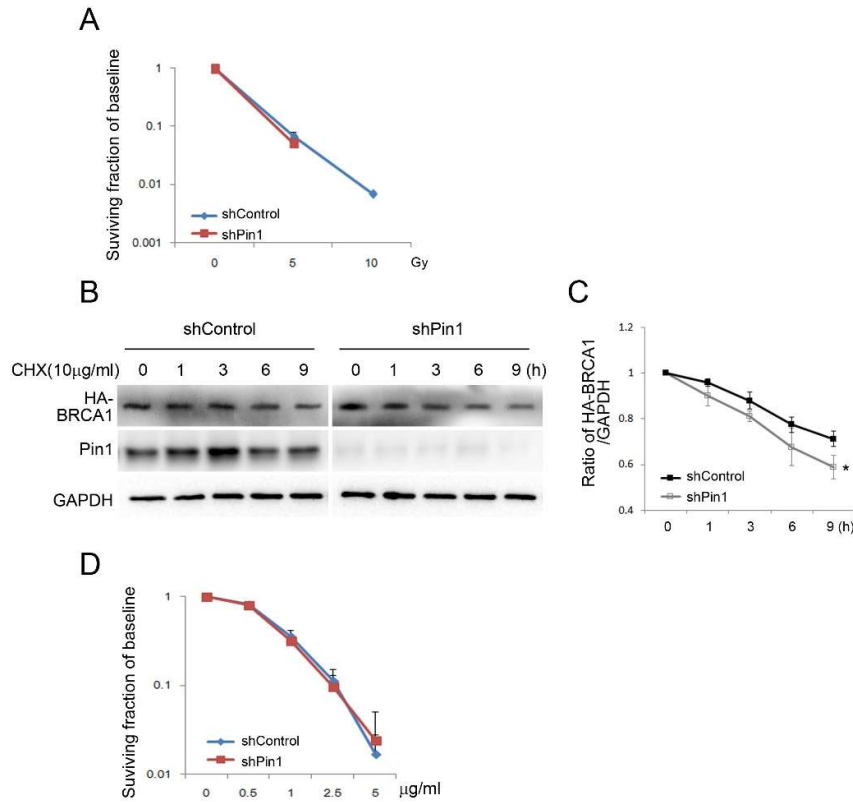 A
Suviving fraction of baseline
1
0.1
0.01
0.001
shControl
shPin1
0 5 10 Gy
B
shControl shPin1
CHX(10μg/ml) 0 1 3 6 9 0 1 3 6 9 (h)
HA-
BRCA1
Pin1
GAPDH
C
Ratio of HA-BRCA1
/GAPDH
1.2
1
0.8
0.6
0.4
*
shControl
shPin1
0 1 3 6 9 (h)
D
Suviving fraction of baseline
1
0.1
0.01
shControl
shPin1
0 0.5 1 2.5 5 μg/ml